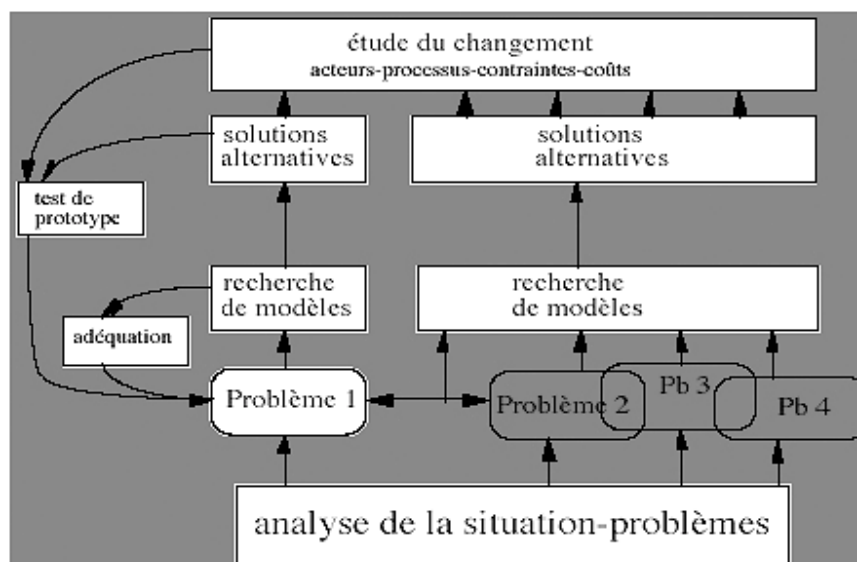 étude du changement
acteurs-processus-contraintes-coûts
solutions
alternatives
solutions
alternatives
test de
prototype
recherche
de modèles
recherche
de modèles
adéquation
Problème 1
Problème 2
Pb 3
Pb 4
analyse de la situation-problèmes